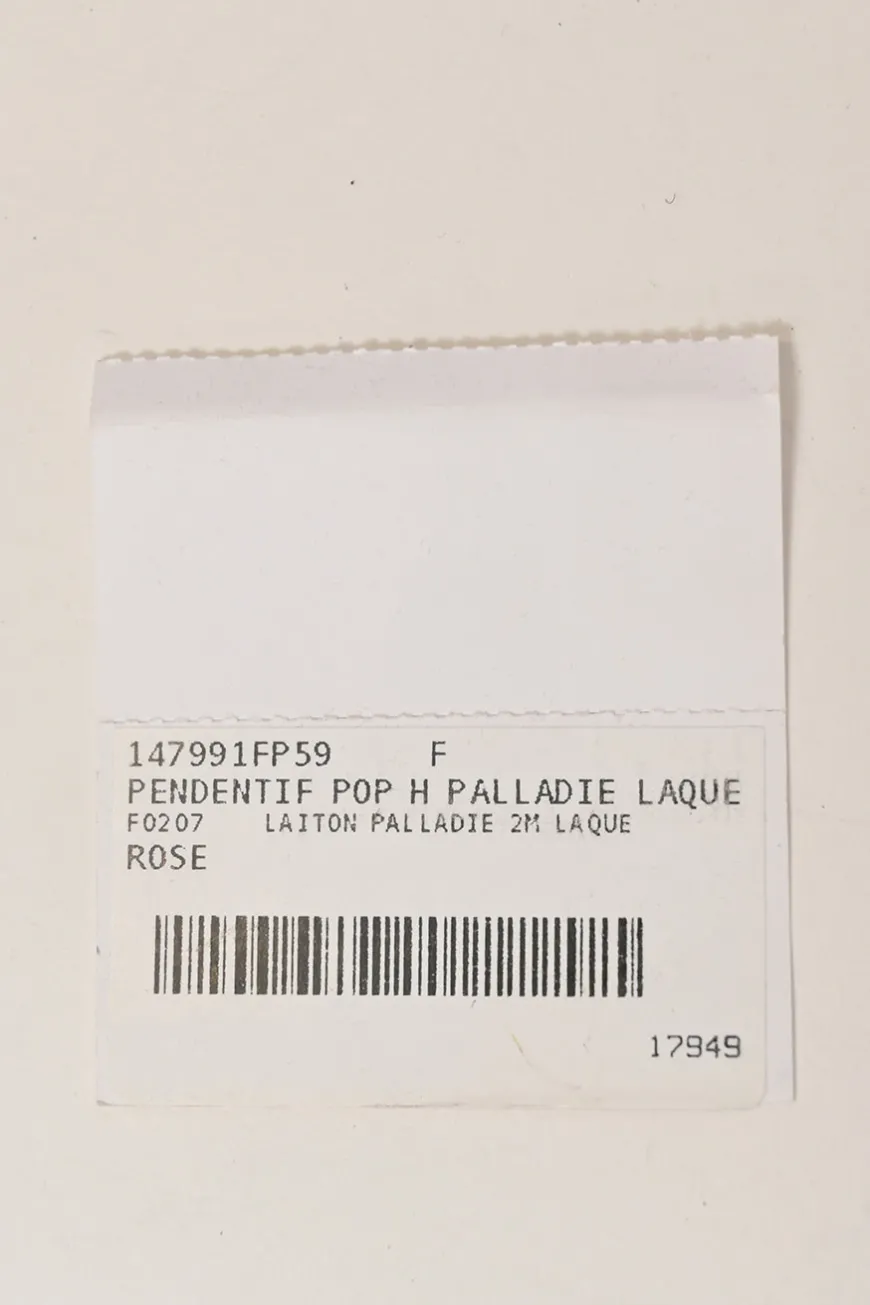 147991FP59 F
PENDENTIF POP H PALLADIE LAQUE
F0207 LAITON PALLADIE 2M LAQUE
ROSE
17949